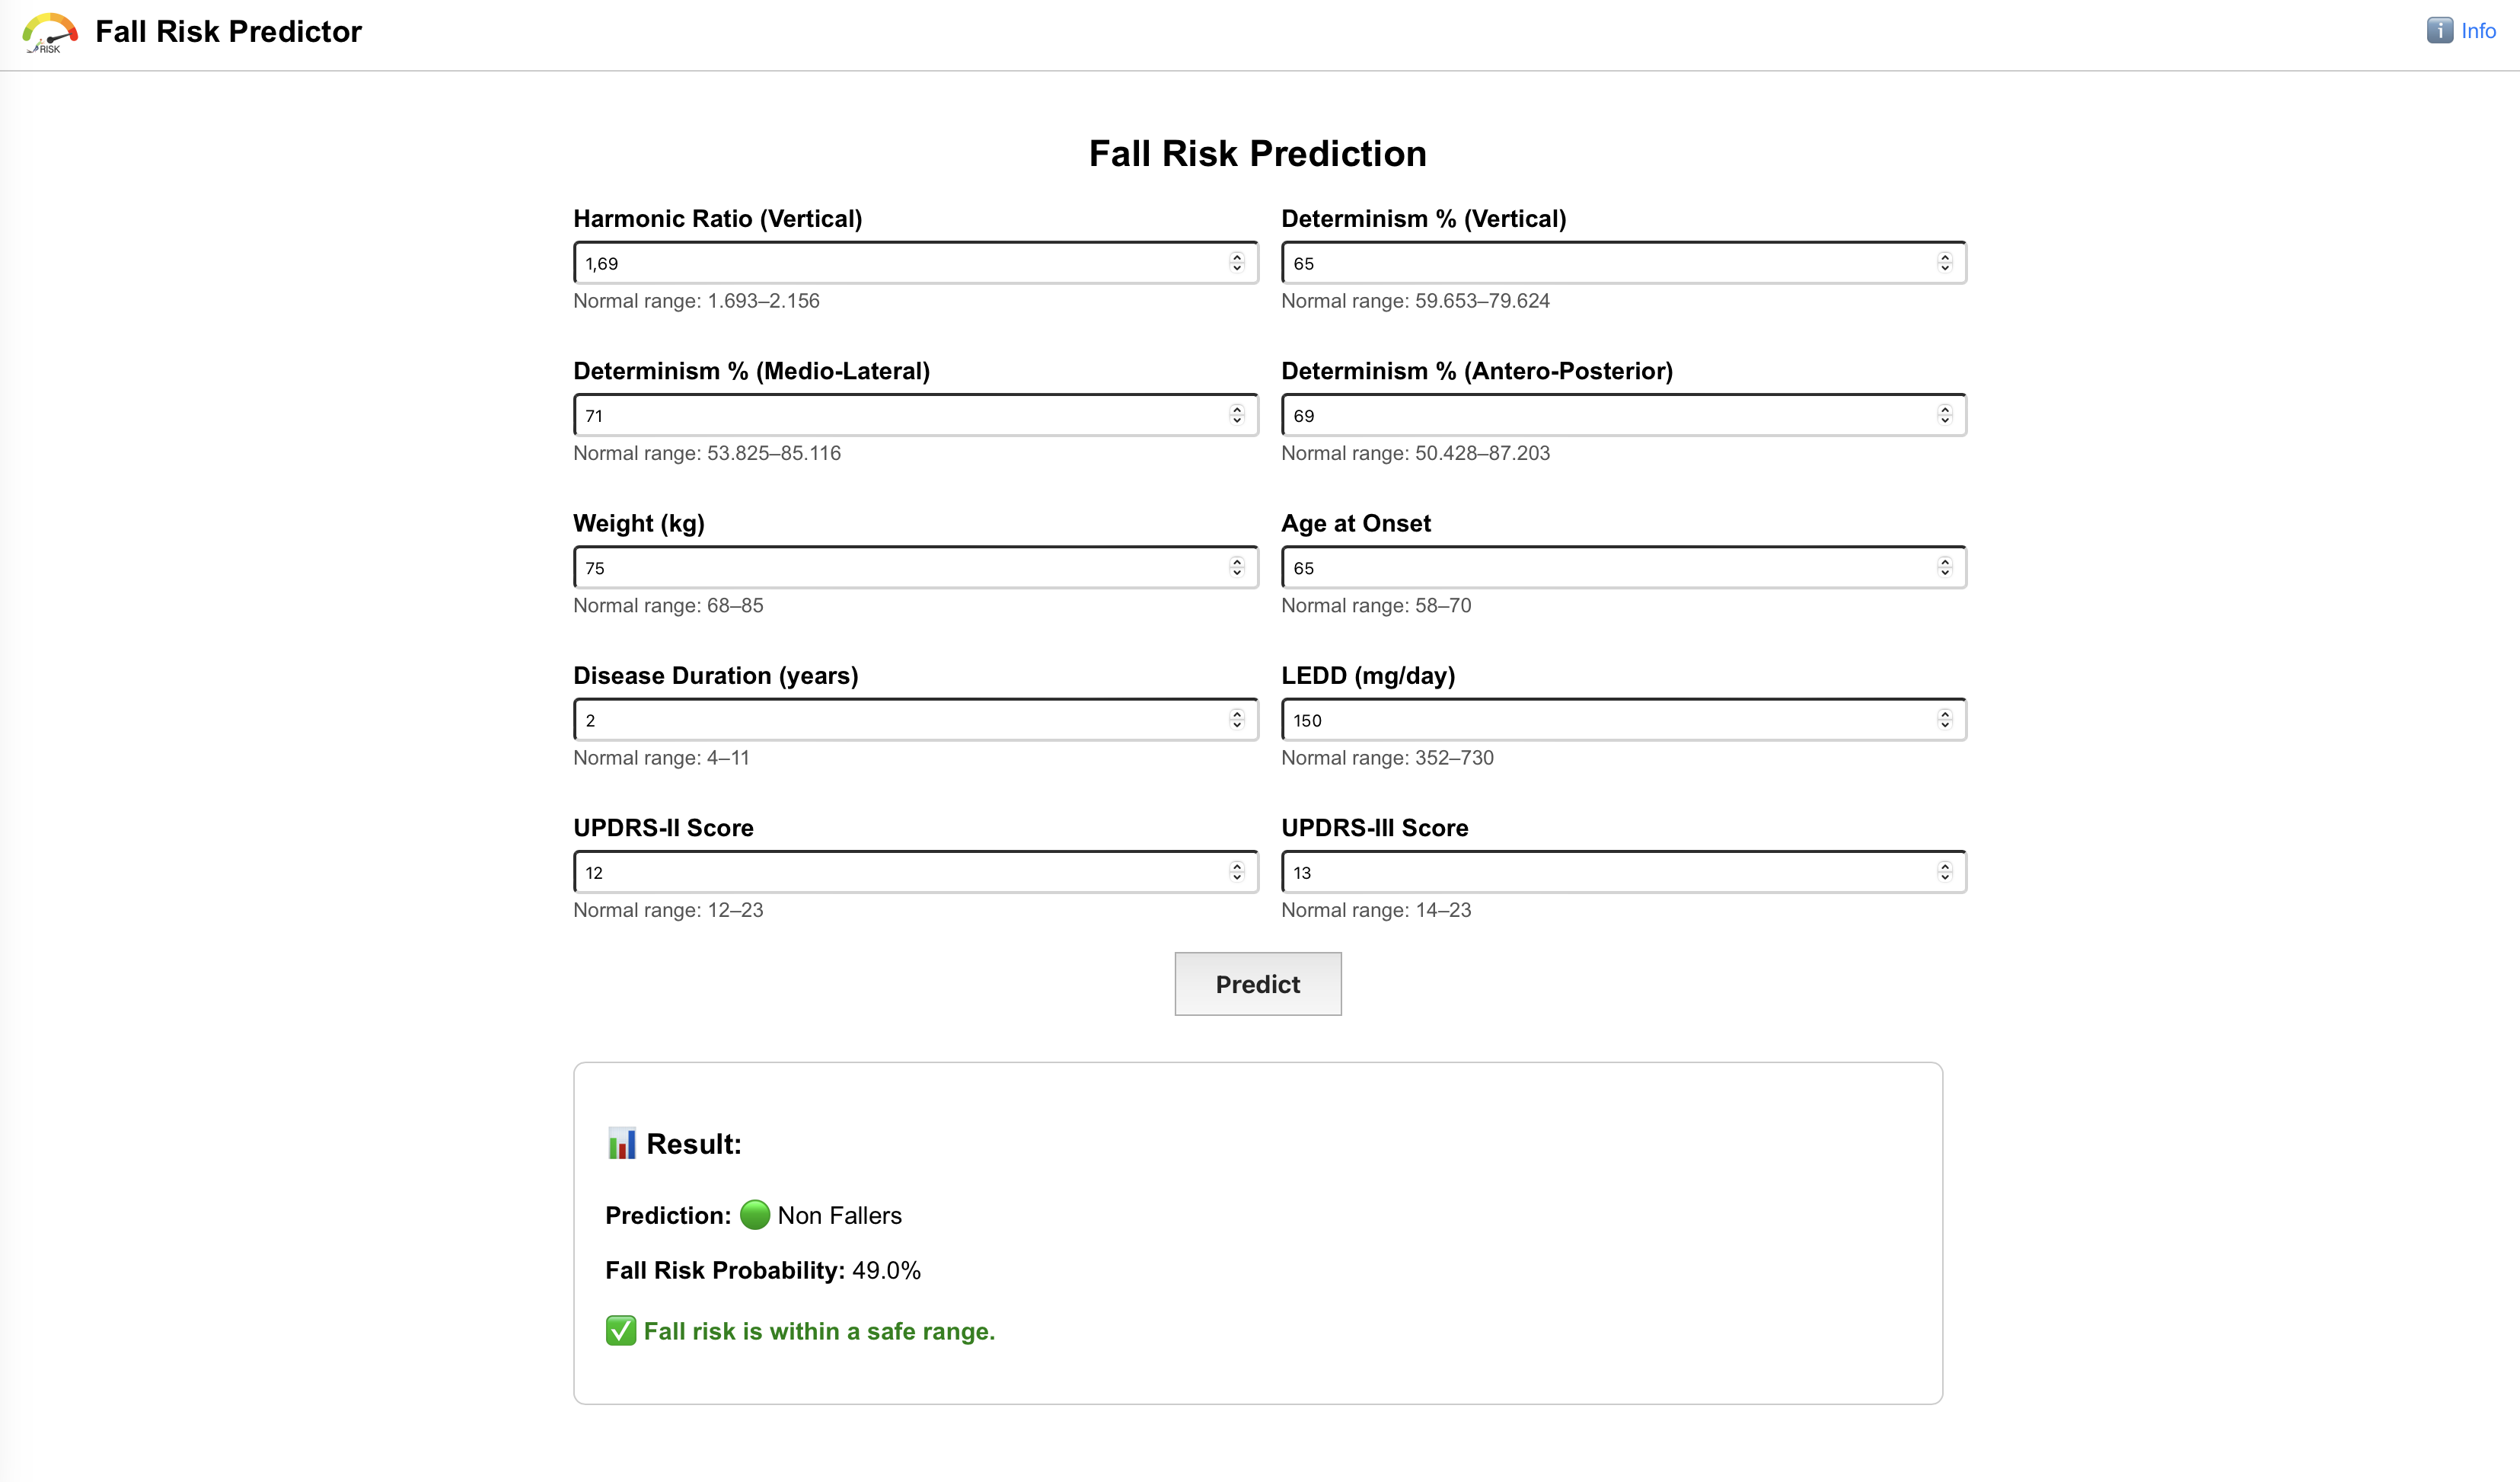 RISK
Fall Risk Predictor
Info
Fall Risk Prediction
Harmonic Ratio (Vertical)
1,69
Normal range: 1.693–2.156
Determinism % (Vertical)
65
Normal range: 59.653–79.624
Determinism % (Medio-Lateral)
71
Normal range: 53.825–85.116
Determinism % (Antero-Posterior)
69
Normal range: 50.428–87.203
Weight (kg)
75
Normal range: 68–85
Age at Onset
65
Normal range: 58–70
Disease Duration (years)
2
Normal range: 4–11
LEDD (mg/day)
150
Normal range: 352–730
UPDRS-II Score
12
Normal range: 12–23
UPDRS-III Score
13
Normal range: 14–23
Predict
Result:
Prediction: Non Fallers
Fall Risk Probability: 49.0%
Fall risk is within a safe range.